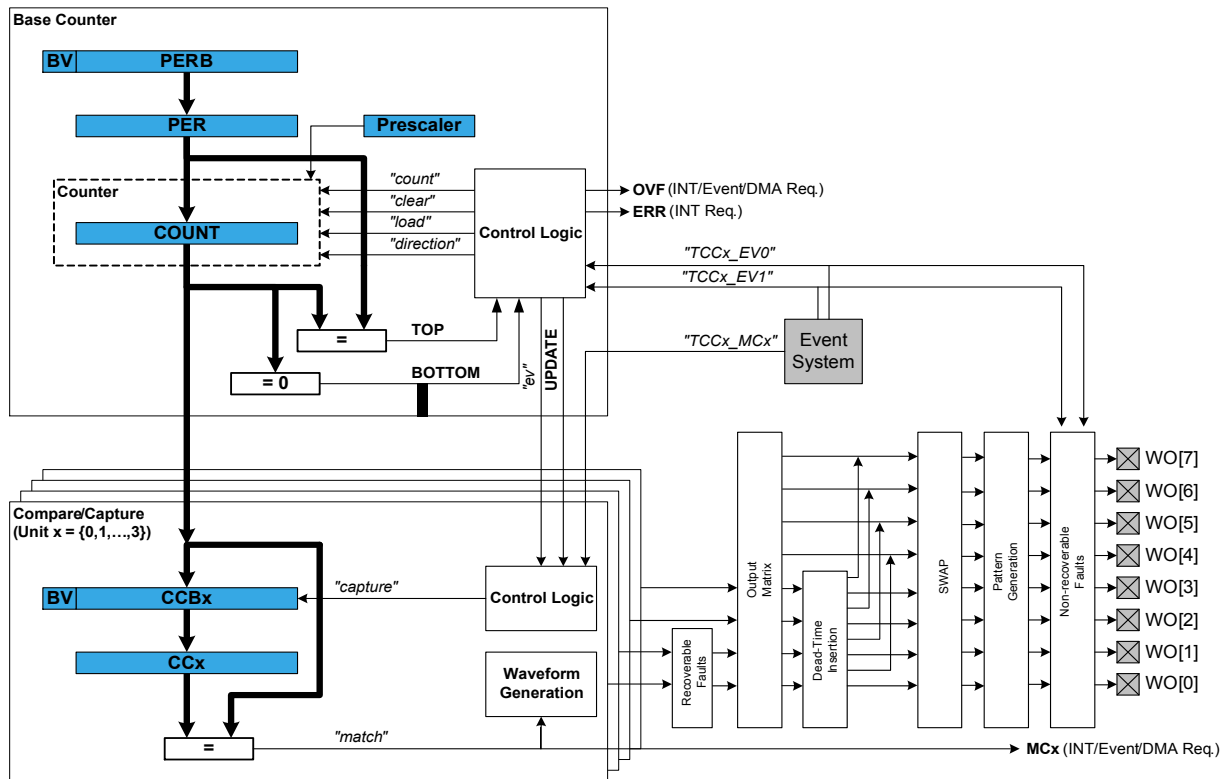 Base Counter
BV PERB
PER
Prescaler
Counter
COUNT
"count"
"clear"
"load"
"direction"
Control Logic
OVF (INT/Event/DMA Req.)
ERR (INT Req.)
"TCCx_EV0"
"TCCx_EV1"
"TCCx_MCx"
Event
System
=
TOP
= 0
BOTTOM
"ev"
UPDATE
Compare/Capture
(Unit x = {0,1,…,3})
BV CCBx
"capture"
Control Logic
CCx
Waveform
Generation
=
"match"
Recoverable
Faults
Output
Matrix
Dead-Time
Insertion
SWAP
Pattern
Generation
Non-recoverable
Faults
WO[7]
WO[6]
WO[5]
WO[4]
WO[3]
WO[2]
WO[1]
WO[0]
MCx (INT/Event/DMA Req.)